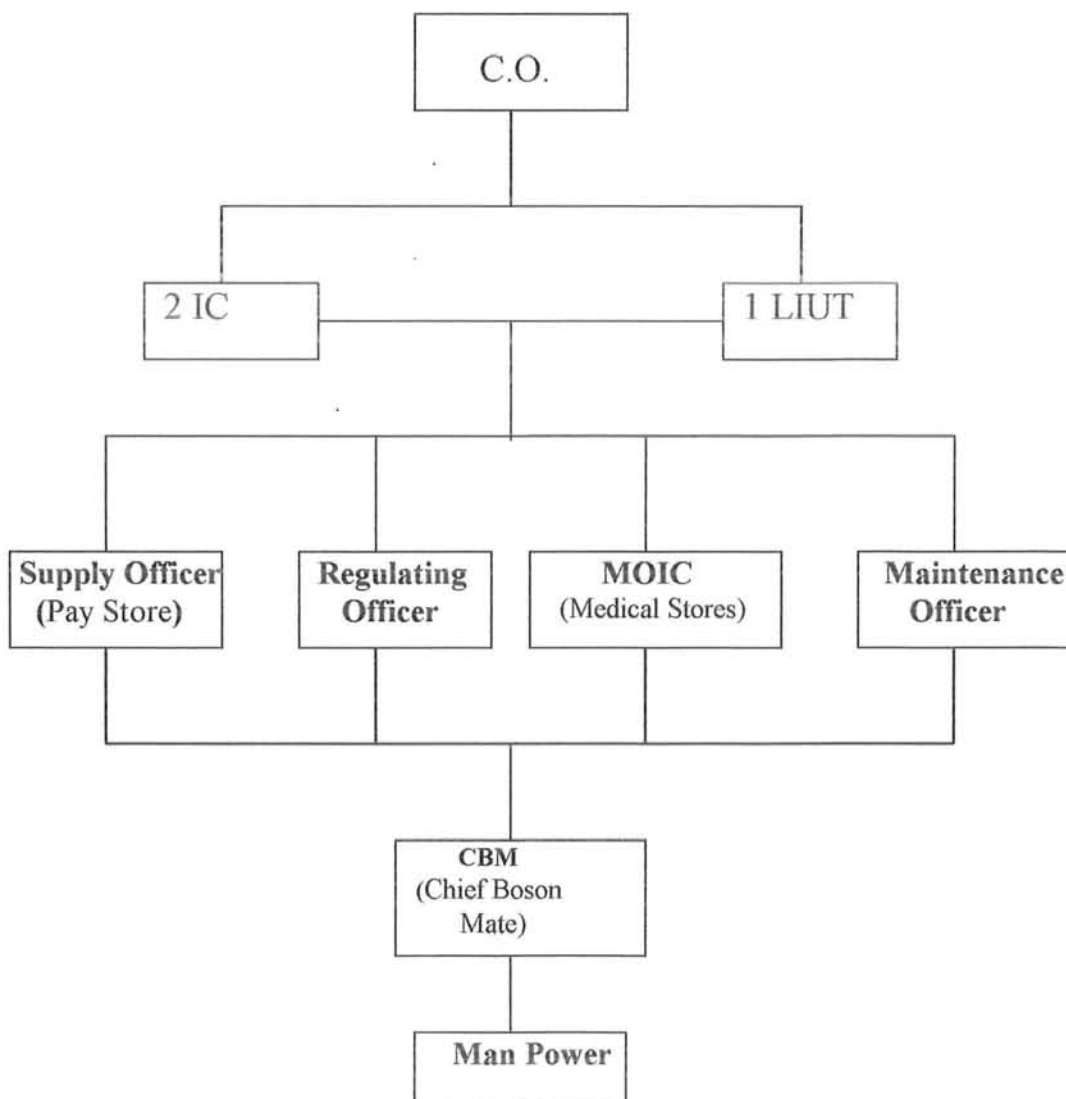 C.O.
2 IC
1 LIUT
Supply Officer
(Pay Store)
Regulating
Officer
MOIC
(Medical Stores)
Maintenance
Officer
CBM
(Chief Boson
Mate)
Man Power